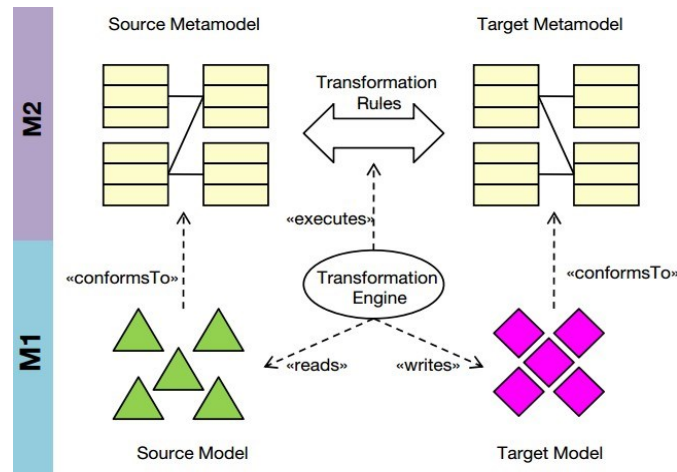 Source Metamodel
Target Metamodel
M2
Transformation
Rules
«executes»
M1
«conformsTo»
Transformation
Engine
«conformsTo»
«reads»
«writes»
Source Model
Target Model